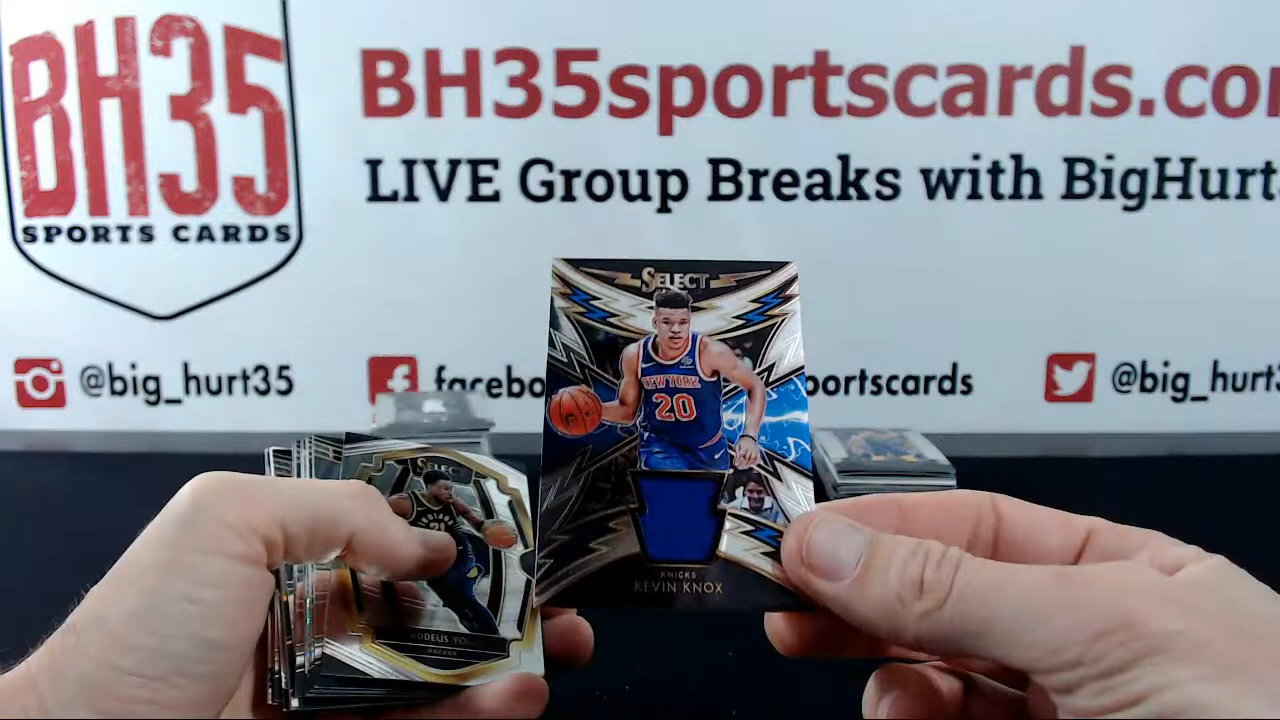 BH35
SPORTS CARDS
BH35sportscards.co
LIVE Group Breaks with BigHurt
@big_hurt35
facebo
portscards
@big_hurt3
SELECT
NEW YORK
20
KNICKS
KEVIN KNOX
SELECT
PACERS